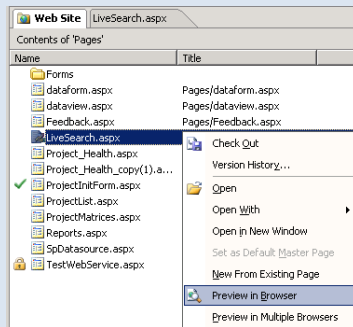 Web Site LiveSearch.aspx
Contents of 'Pages'
Name Title
Forms
dataform.aspx Pages/dataform.aspx
dataview.aspx Pages/dataview.aspx
Feedback.aspx Pages/Feedback.aspx
LiveSearch.aspx
Project_Health.aspx
Project_Health_copy(1).a...
ProjectInitForm.aspx
ProjectList.aspx
ProjectMatrices.aspx
Reports.aspx
SpDatasource.aspx
TestWebService.aspx
Check Out
Version History...
Open
Open With
Open in New Window
Set as Default Master Page
New From Existing Page
Preview in Browser
Preview in Multiple Browsers